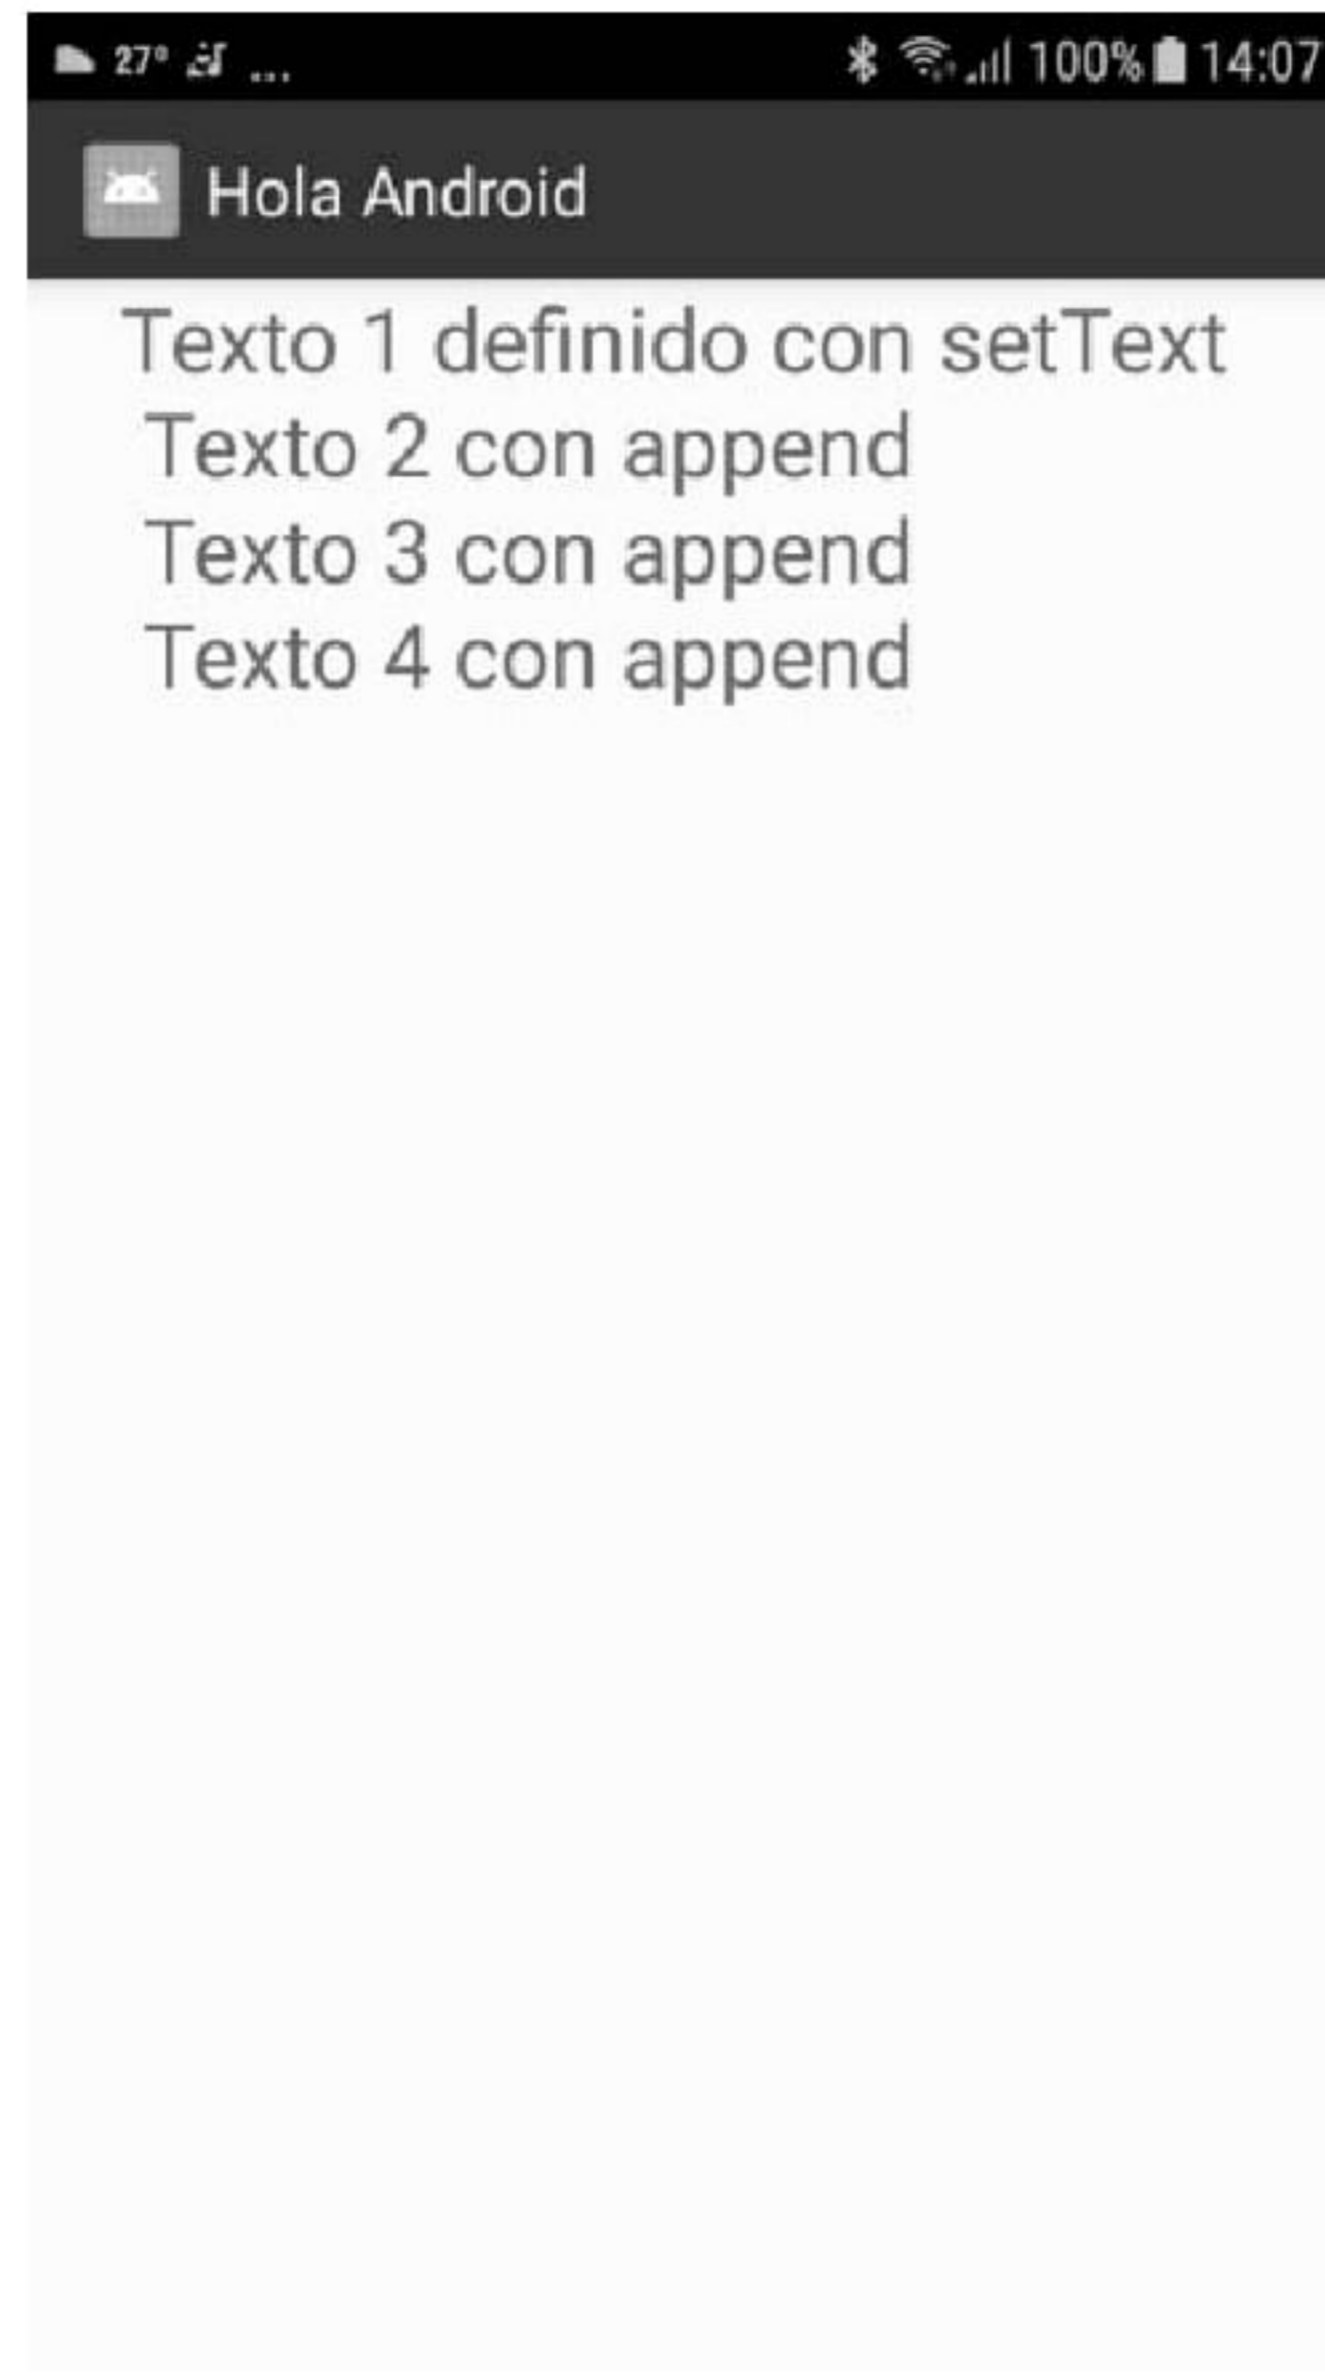 27° ... 100% 14:07
Hola Android
Texto 1 definido con setText
Texto 2 con append
Texto 3 con append
Texto 4 con append